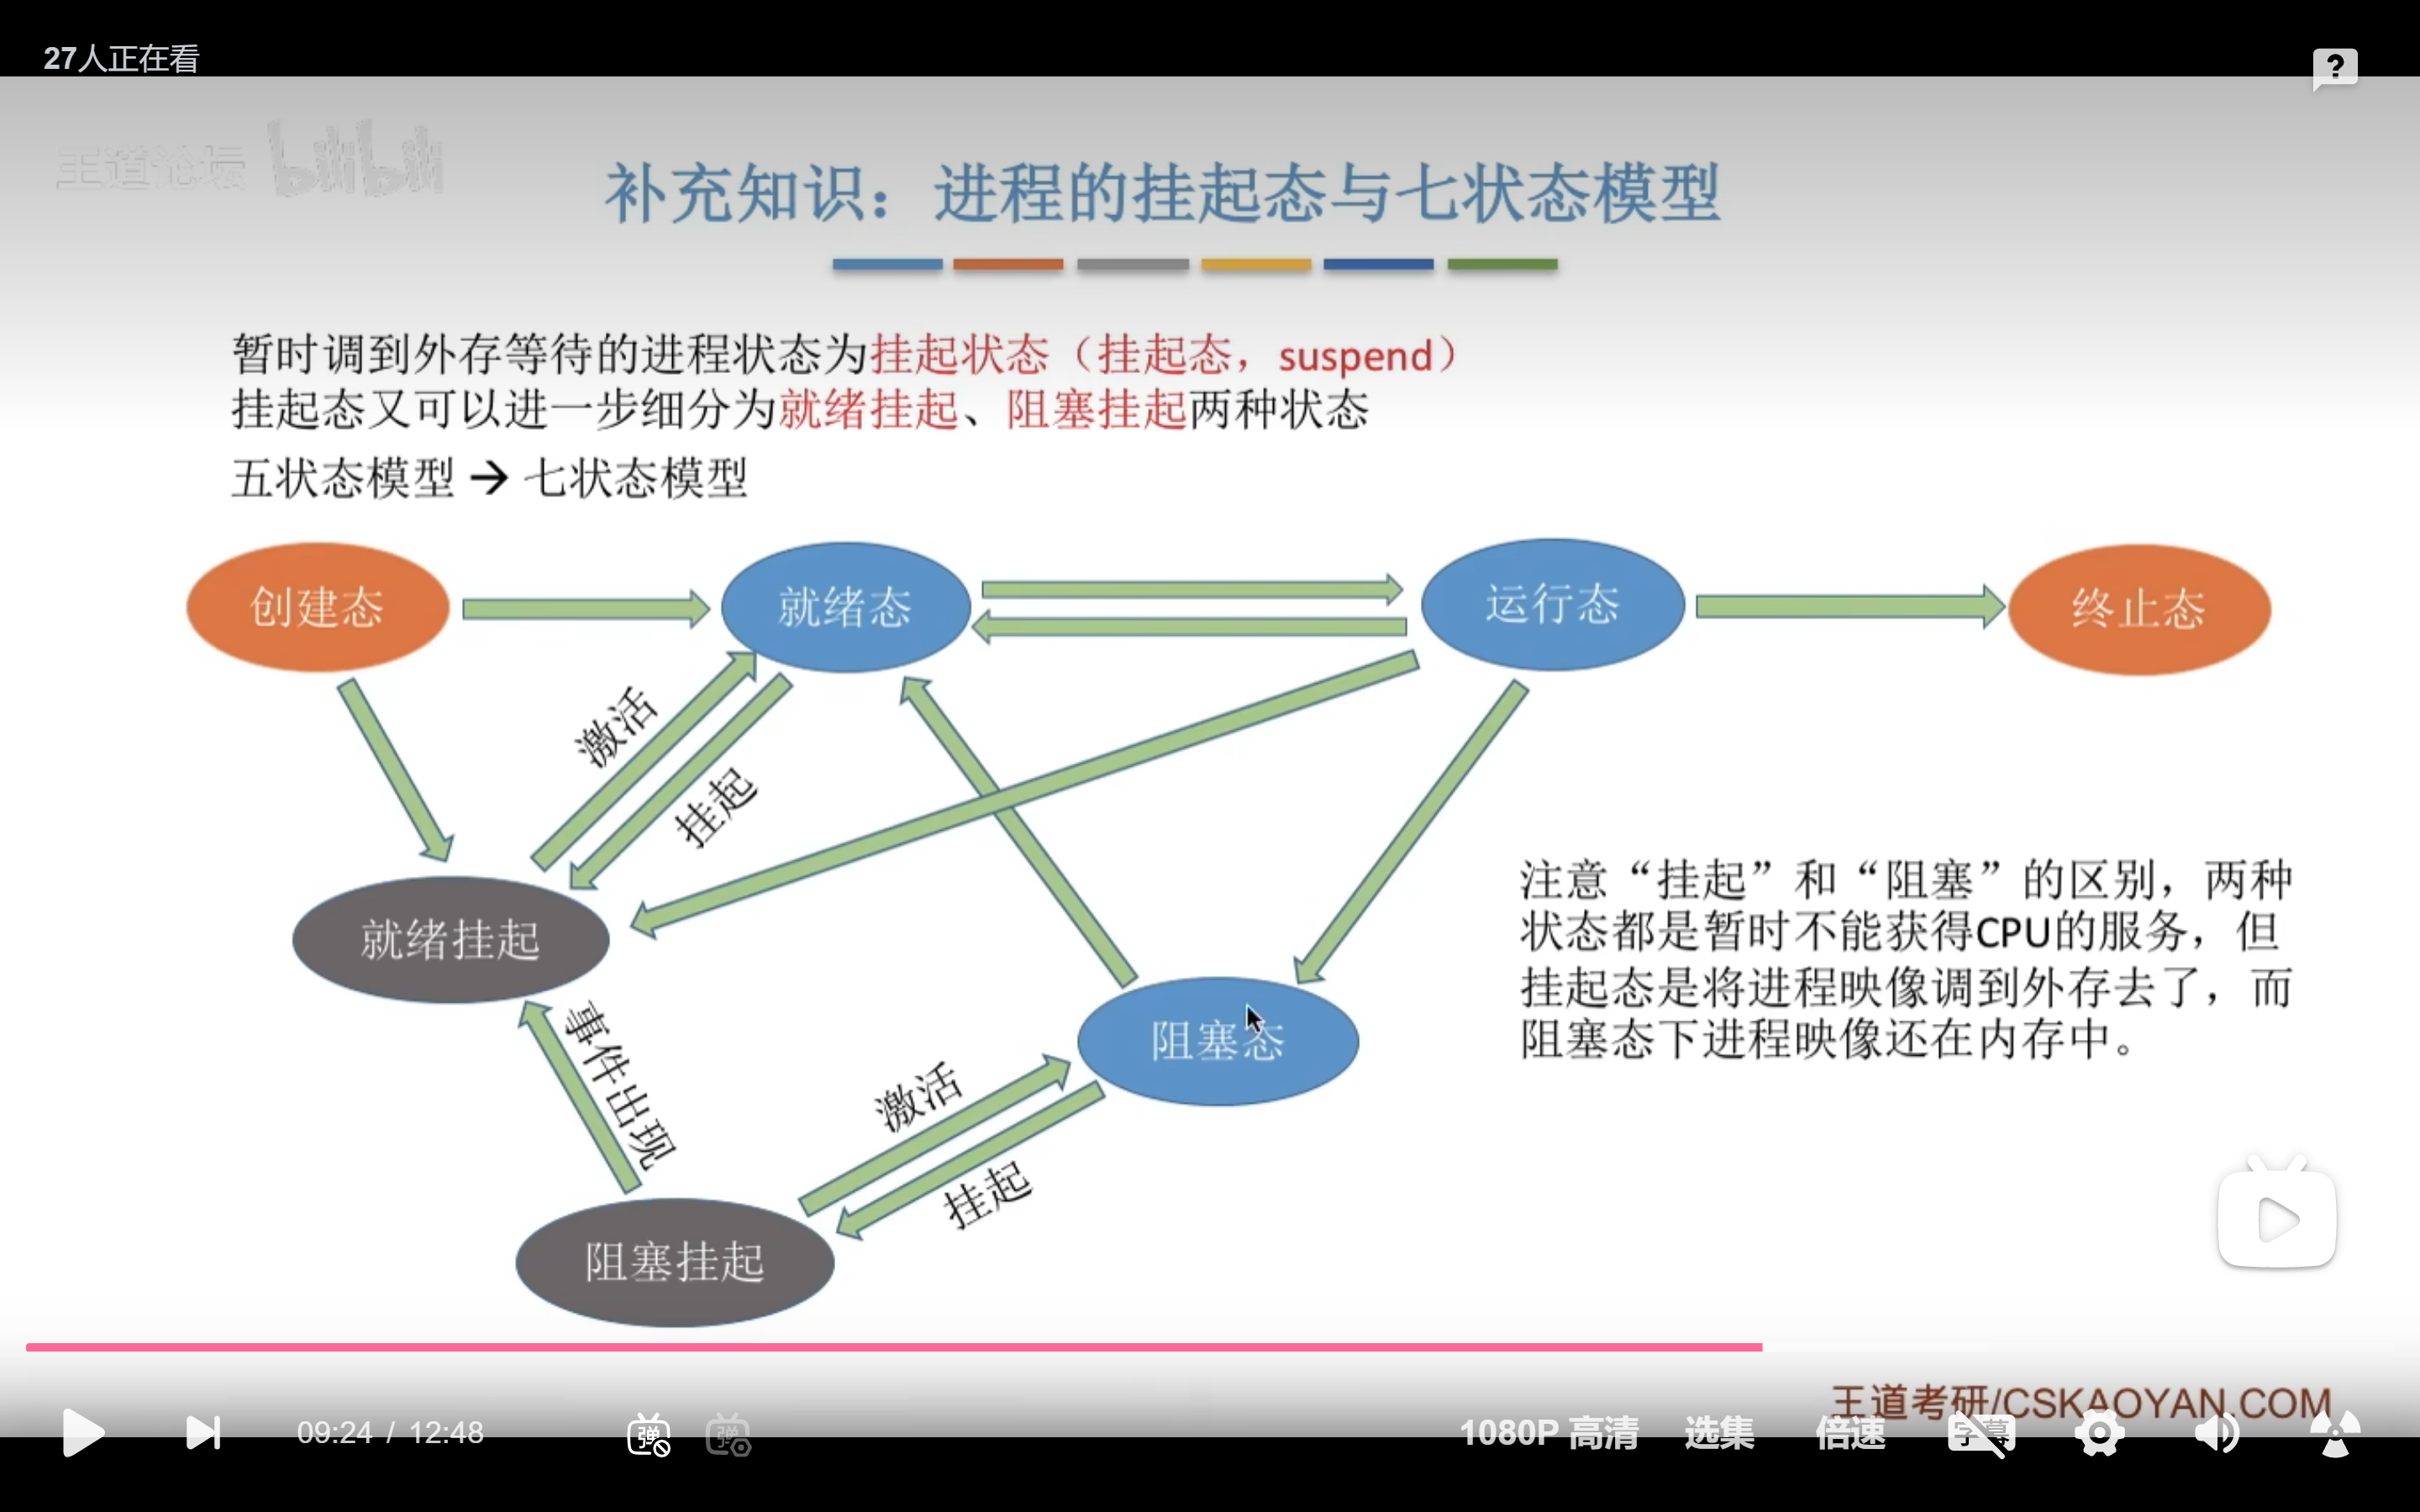 27人正在看
?
王道论坛 bilibili
补充知识：进程的挂起态与七状态模型
暂时调到外存等待的进程状态为挂起状态（挂起态，suspend）
挂起态又可以进一步细分为就绪挂起、阻塞挂起两种状态
五状态模型 → 七状态模型
创建态
就绪态
运行态
终止态
激活
挂起
就绪挂起
注意“挂起”和“阻塞”的区别，两种
状态都是暂时不能获得CPU的服务，但
挂起态是将进程映像调到外存去了，而
阻塞态下进程映像还在内存中。
事件出现
阻塞态
激活
挂起
阻塞挂起
王道考研/CSKAOYAN.COM
09:24 / 12:48
弹
弹
1080P 高清
选集
倍速
字幕